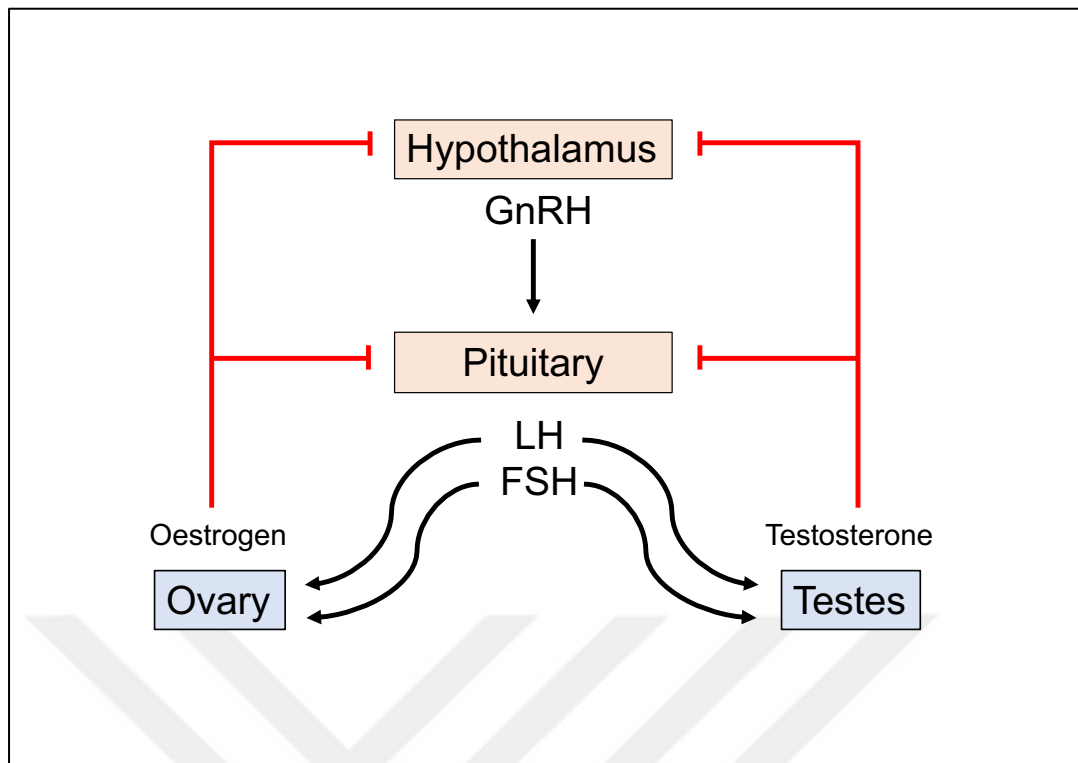 Hypothalamus
GnRH
Pituitary
LH
FSH
Oestrogen
Testosterone
Ovary
Testes